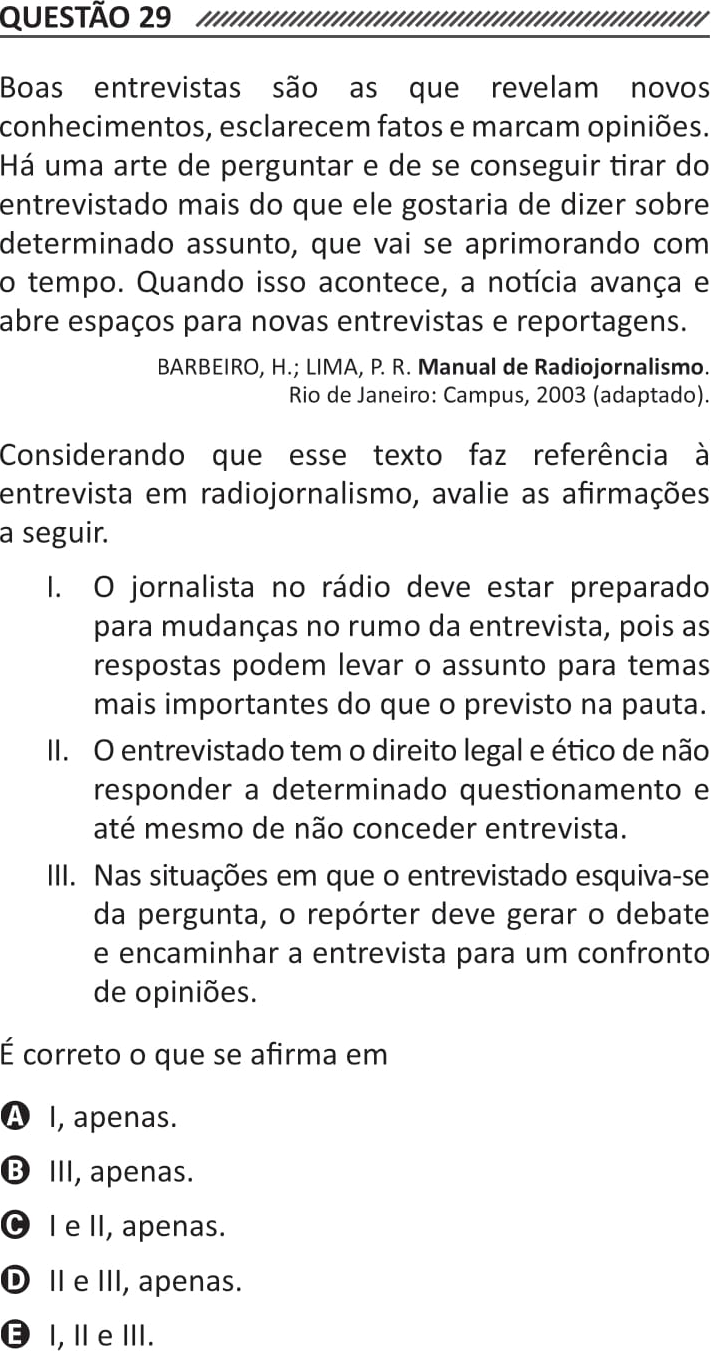 QUESTÃO 29
Boas entrevistas são as que revelam novos
conhecimentos, esclarecem fatos e marcam opiniões.
Há uma arte de perguntar e de se conseguir tirar do
entrevistado mais do que ele gostaria de dizer sobre
determinado assunto, que vai se aprimorando com
o tempo. Quando isso acontece, a notícia avança e
abre espaços para novas entrevistas e reportagens.
BARBEIRO, H.; LIMA, P. R. Manual de Radiojornalismo.
Rio de Janeiro: Campus, 2003 (adaptado).
Considerando que esse texto faz referência à
entrevista em radiojornalismo, avalie as afirmações
a seguir.
I. O jornalista no rádio deve estar preparado
para mudanças no rumo da entrevista, pois as
respostas podem levar o assunto para temas
mais importantes do que o previsto na pauta.
II. O entrevistado tem o direito legal e ético de não
responder a determinado questionamento e
até mesmo de não conceder entrevista.
III. Nas situações em que o entrevistado esquiva-se
da pergunta, o repórter deve gerar o debate
e encaminhar a entrevista para um confronto
de opiniões.
É correto o que se afirma em
A I, apenas.
B III, apenas.
C I e II, apenas.
D II e III, apenas.
E I, II e III.